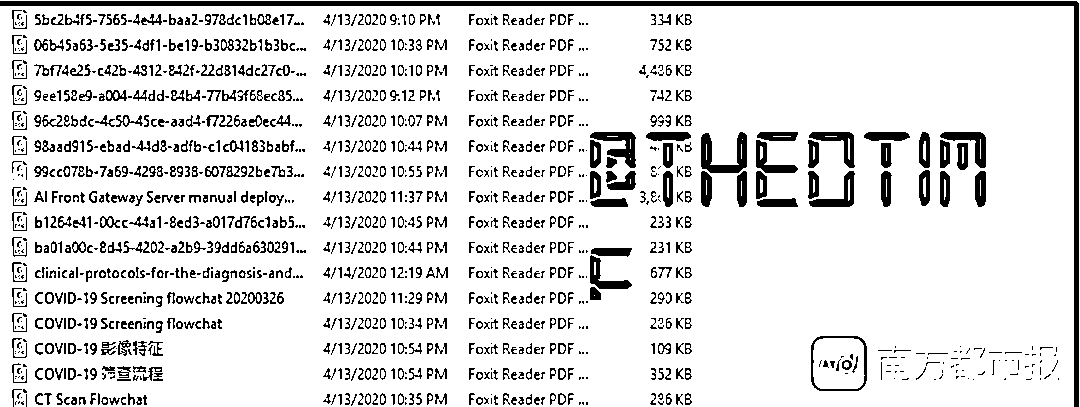 5bc2b4f5-7565-4e44-baa2-978dc1b08e17... 4/13/2020 9:10 PM Foxit Reader PDF ... 334 KB
06b45a63-5e35-4df1-be19-b30832b1b3bc... 4/13/2020 10:38 PM Foxit Reader PDF ... 752 KB
7bf74e25-c42b-4812-842f-22d814dc27c0-... 4/13/2020 10:10 PM Foxit Reader PDF ... 4,436 KB
9ee158e9-a004-44dd-84b4-77b49f68ec85... 4/13/2020 9:12 PM Foxit Reader PDF ... 742 KB
96c28bdc-4c50-45ce-aad4-f7226ae0ec44... 4/13/2020 10:07 PM Foxit Reader PDF ... 999 KB
98aad915-ebad-44d8-adfb-c1c04183babf... 4/13/2020 10:44 PM Foxit Reader PDF ... KB
99cc078b-7a69-4298-8938-6078292be7b3... 4/13/2020 10:55 PM Foxit Reader PDF ... KB
AI Front Gateway Server manual deploy... 4/13/2020 11:37 PM Foxit Reader PDF ... KB
@THEOTIM
b1264e41-00cc-44a1-8ed3-a017d76c1ab5... 4/13/2020 10:45 PM Foxit Reader PDF ... 233 KB
ba01a00c-8d45-4202-a2b9-39dd6a630291... 4/13/2020 10:44 PM Foxit Reader PDF ... 231 KB
clinical-protocols-for-the-diagnosis-and... 4/14/2020 12:19 AM Foxit Reader PDF ... 677 KB
COVID-19 Screening flowchat 20200326 4/13/2020 11:29 PM Foxit Reader PDF ... 290 KB
COVID-19 Screening flowchat 4/13/2020 10:34 PM Foxit Reader PDF ... 236 KB
COVID-19 影像特征 4/13/2020 10:54 PM Foxit Reader PDF ... 109 KB
COVID-19 筛查流程 4/13/2020 10:54 PM Foxit Reader PDF ... 352 KB
CT Scan Flowchat 4/13/2020 10:35 PM Foxit Reader PDF ... 236 KB
南方都市报